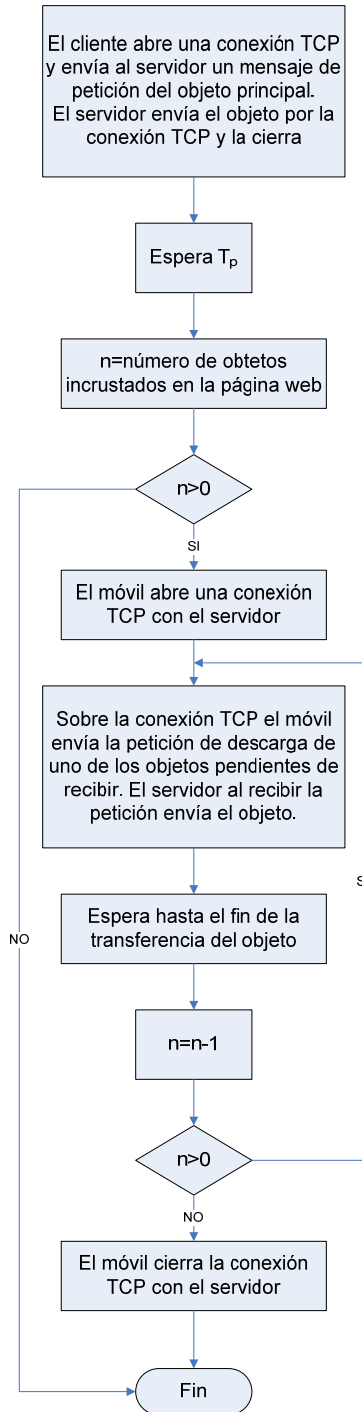 El cliente abre una conexión TCP
y envía al servidor un mensaje de
petición del objeto principal.
El servidor envía el objeto por la
conexión TCP y la cierra
Espera Tp
n=número de obtetos
incrustados en la página web
n>0
SI
El móvil abre una conexión
TCP con el servidor
Sobre la conexión TCP el móvil
envía la petición de descarga de
uno de los objetos pendientes de
recibir. El servidor al recibir la
petición envía el objeto.
Espera hasta el fin de la
transferencia del objeto
NO
n=n-1
n>0
NO
El móvil cierra la conexión
TCP con el servidor
Fin